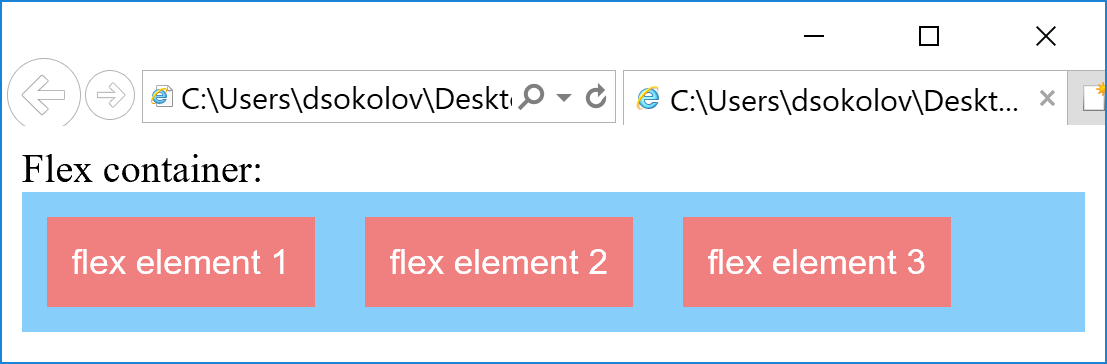 C:\Users\dsokolov\Deskt
C:\Users\dsokolov\Deskt...
Flex container:
flex element 1
flex element 2
flex element 3